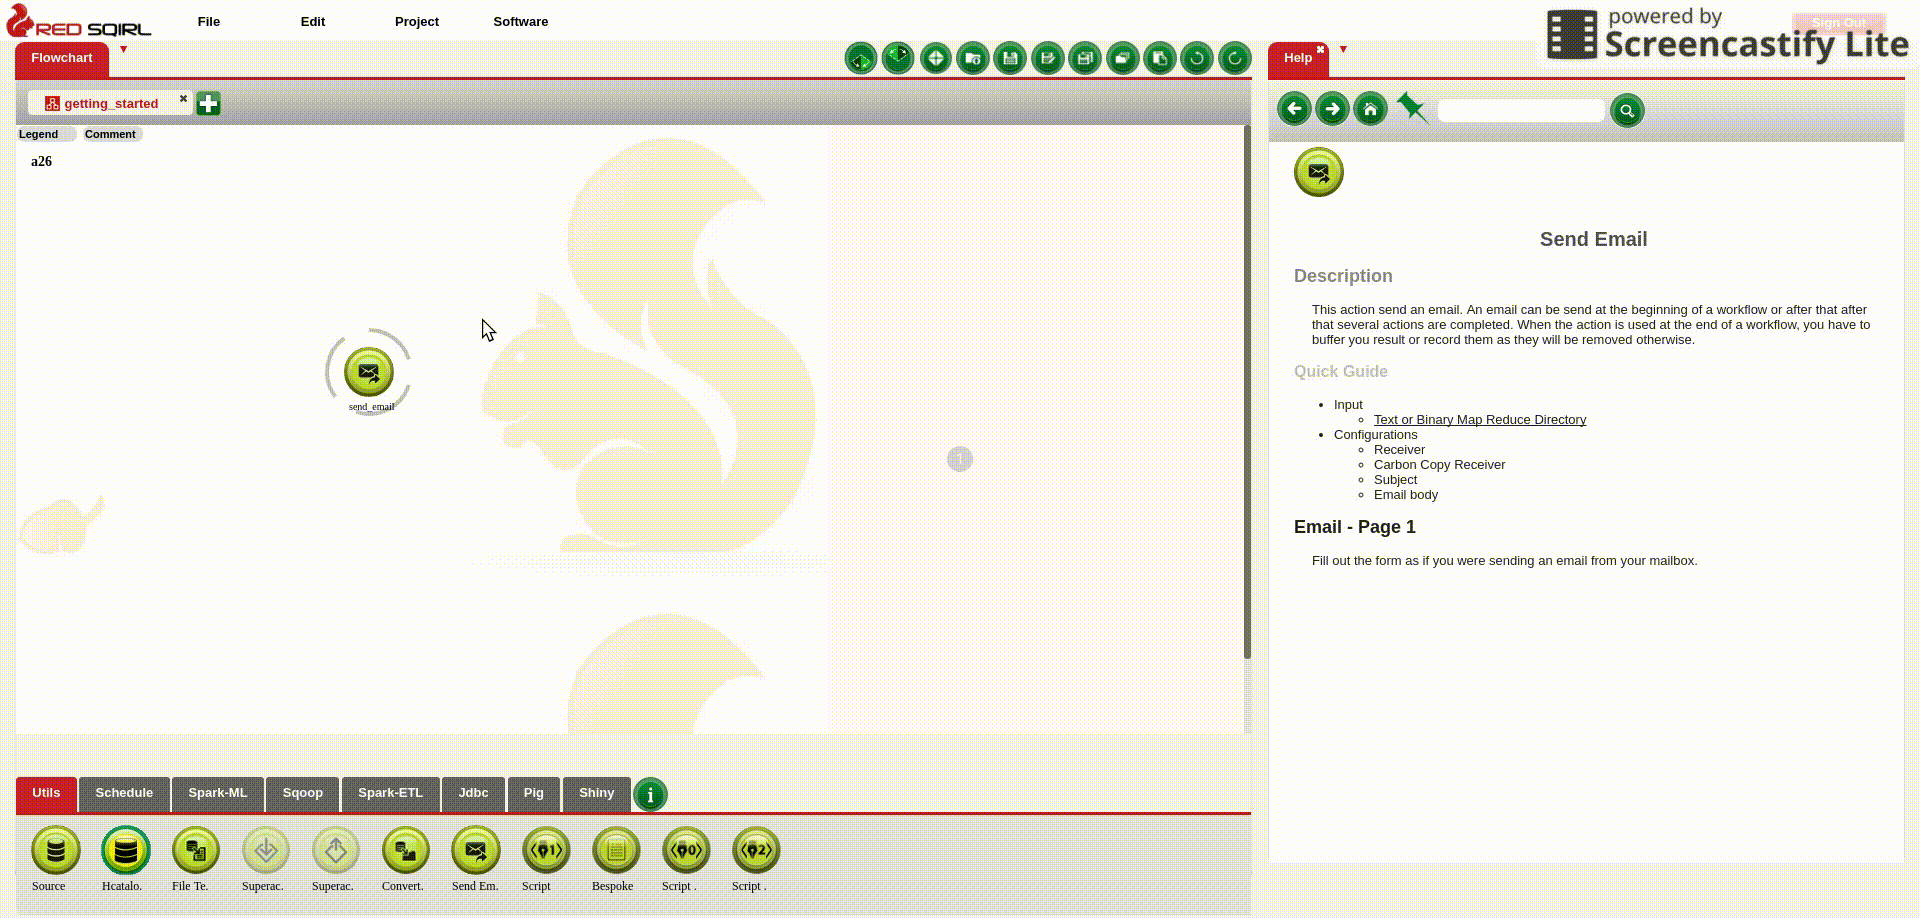 RED SQIRL
File Edit Project Software
powered by
Screencastify Lite
Sign Out
Flowchart
Help
getting_started
Legend Comment
a26
send_email
1
Send Email
Description
This action send an email. An email can be send at the beginning of a workflow or after that after
that several actions are completed. When the action is used at the end of a workflow, you have to
buffer you result or record them as they will be removed otherwise.
Quick Guide
Input
Text or Binary Map Reduce Directory
Configurations
Receiver
Carbon Copy Receiver
Subject
Email body
Email - Page 1
Fill out the form as if you were sending an email from your mailbox.
Utils Schedule Spark-ML Sqoop Spark-ETL Jdbc Pig Shiny
Source Hcatalo. File Te. Superac. Superac. Convert. Send Em. Script Bespoke Script . Script .